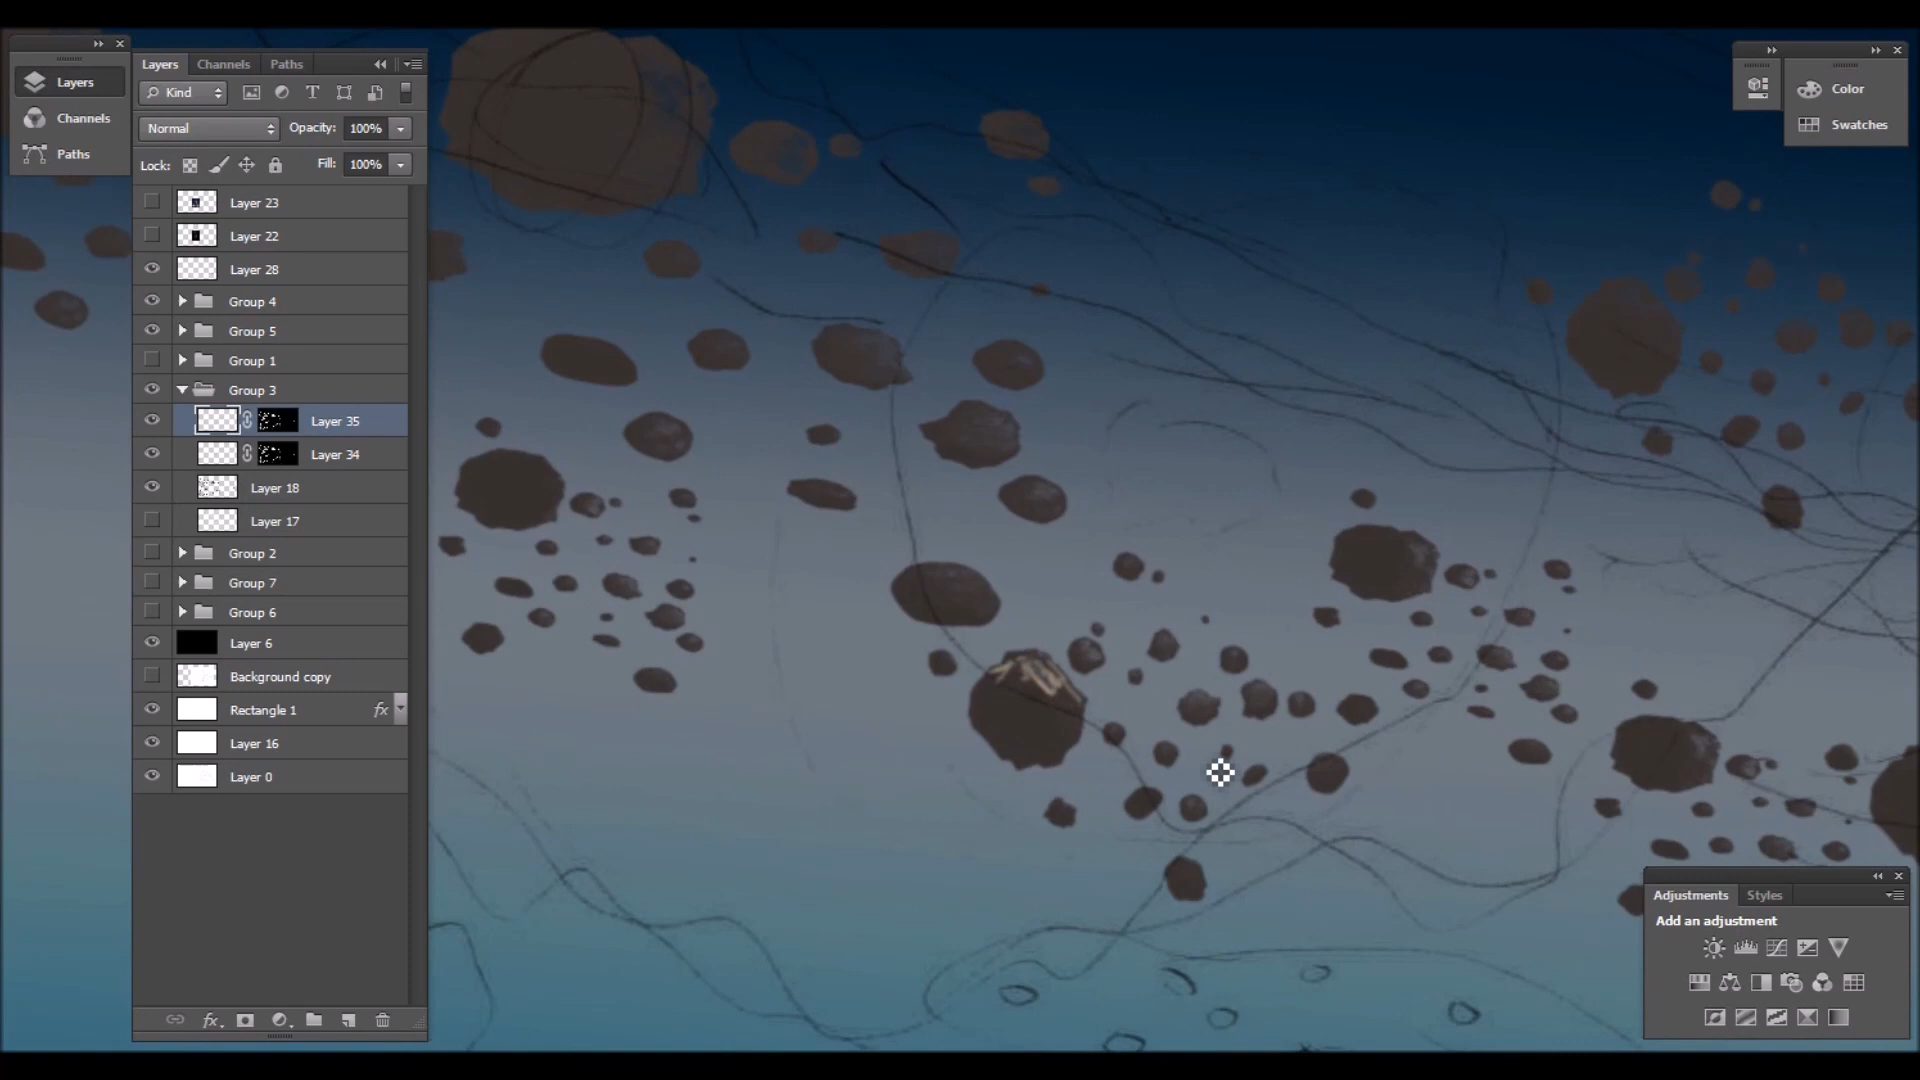 Layers
Channels
Paths
Layers Channels Paths
Kind
Normal Opacity: 100%
Lock: Fill: 100%
Layer 23
Layer 22
Layer 28
Group 4
Group 5
Group 1
Group 3
Layer 35
Layer 34
Layer 18
Layer 17
Group 2
Group 7
Group 6
Layer 6
Background copy
Rectangle 1 fx
Layer 16
Layer 0
fx
Color
Swatches
Adjustments Styles
Add an adjustment